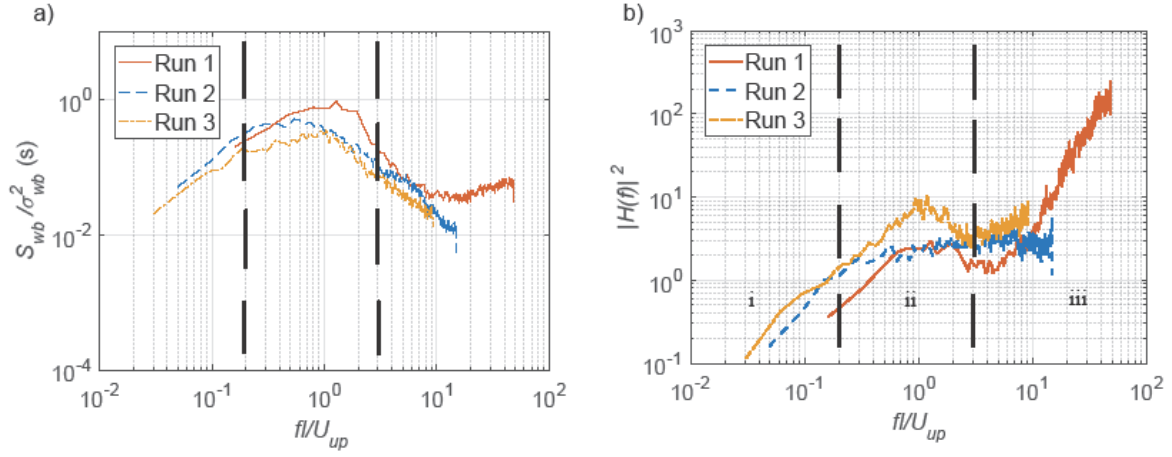 a)
10^0
10^-2
10^-4
S_wb/σ^2_wb (s)
Run 1
Run 2
Run 3
10^-2
10^-1
10^0
10^1
10^2
fl/U_up
b)
10^3
10^2
10^1
10^0
10^-1
|H(f)|^2
Run 1
Run 2
Run 3
i
ii
iii
10^-2
10^-1
10^0
10^1
10^2
fl/U_up